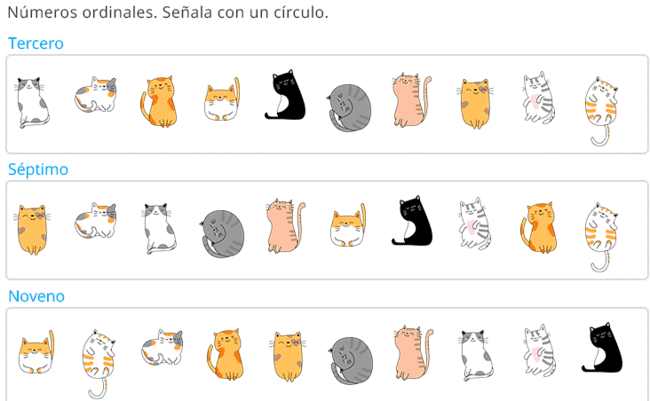 Números ordinales. Señala con un círculo.
Tercero
Séptimo
Noveno